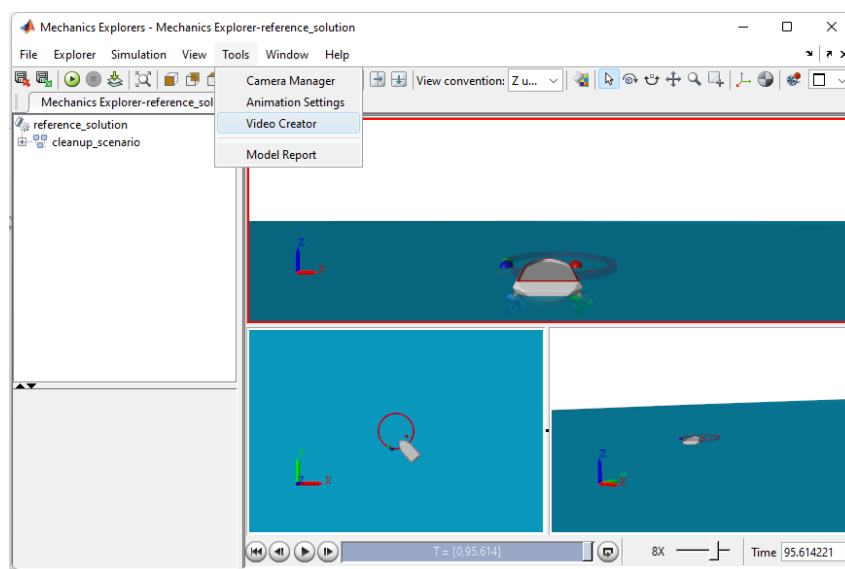 Mechanics Explorers - Mechanics Explorer-reference_solution
File Explorer Simulation View Tools Window Help
View convention: Z u...
Mechanics Explorer-reference_sol
Camera Manager
Animation Settings
Video Creator
Model Report
reference_solution
cleanup_scenario
Z
X
Y
Z X
Z
Y
X
T = [0,95.614]
8X
Time 95.614221